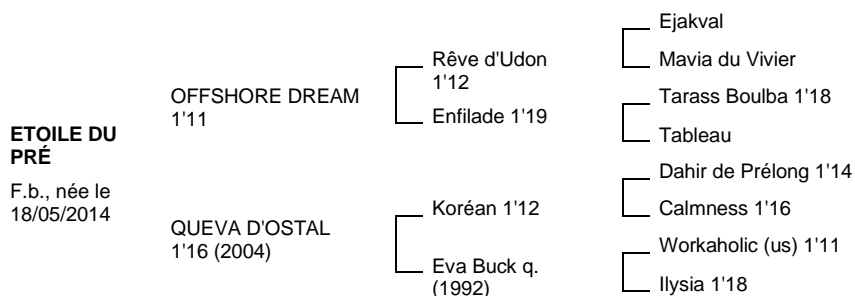 ETOILE DU
PRÉ
F.b., née le
18/05/2014
OFFSHORE DREAM
1'11
QUEVA D'OSTAL
1'16 (2004)
Rêve d'Udon
1'12
Enfilade 1'19
Koréan 1'12
Eva Buck q.
(1992)
Ejakval
Mavia du Vivier
Tarass Boulba 1'18
Tableau
Dahir de Prélong 1'14
Calmness 1'16
Workaholic (us) 1'11
Ilysia 1'18